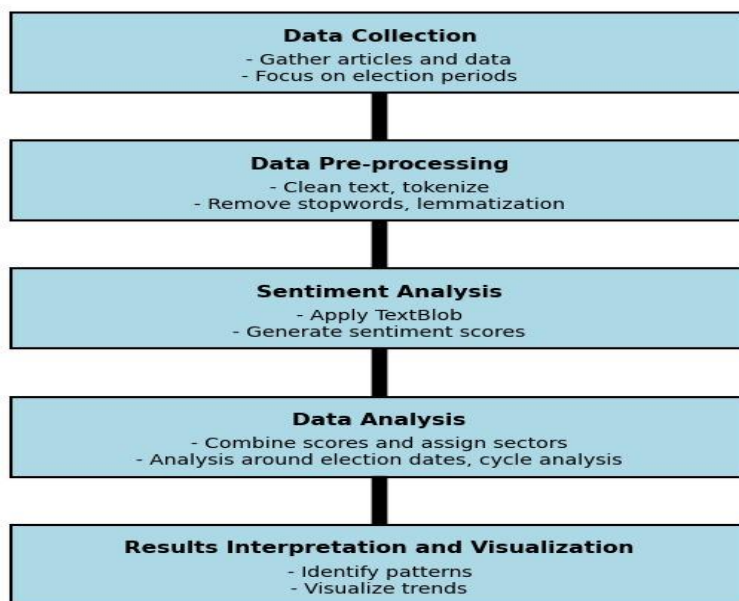 Data Collection
- Gather articles and data
- Focus on election periods
Data Pre-processing
- Clean text, tokenize
- Remove stopwords, lemmatization
Sentiment Analysis
- Apply TextBlob
- Generate sentiment scores
Data Analysis
- Combine scores and assign sectors
- Analysis around election dates, cycle analysis
Results Interpretation and Visualization
- Identify patterns
- Visualize trends